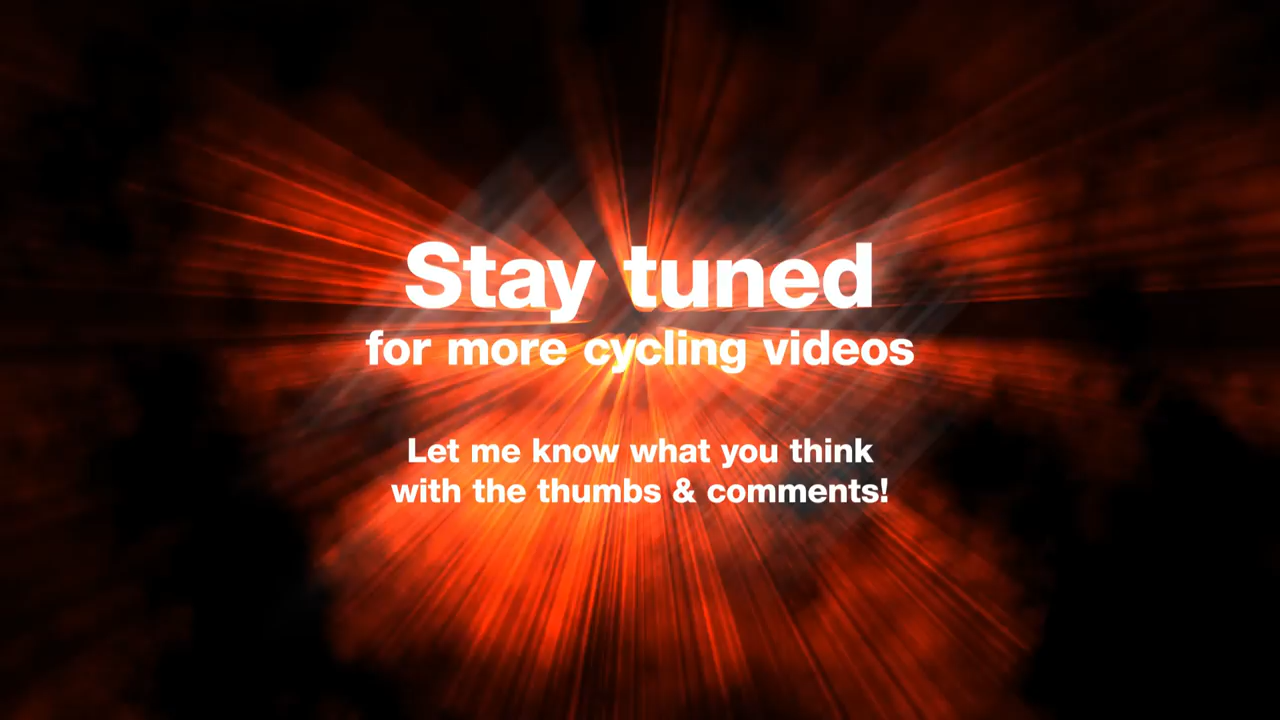 Stay tuned
for more cycling videos
Let me know what you think
with the thumbs & comments!